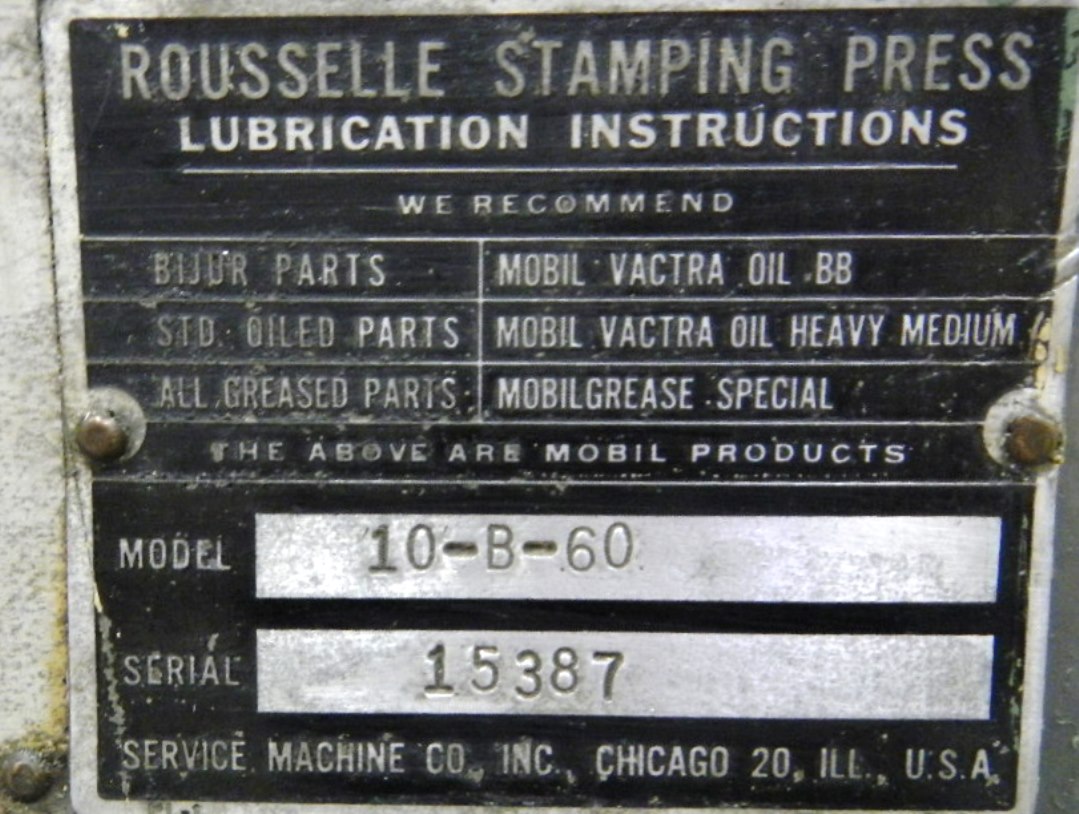 ROUSSELLE STAMPING PRESS
LUBRICATION INSTRUCTIONS
WE RECOMMEND
BIJUR PARTS MOBIL VACTRA OIL BB
STD. OILED PARTS MOBIL VACTRA OIL HEAVY MEDIUM
ALL GREASED PARTS MOBILGREASE SPECIAL
THE ABOVE ARE MOBIL PRODUCTS
MODEL 10-B-60
SERIAL 15387
SERVICE MACHINE CO., INC., CHICAGO 20, ILL., U.S.A.